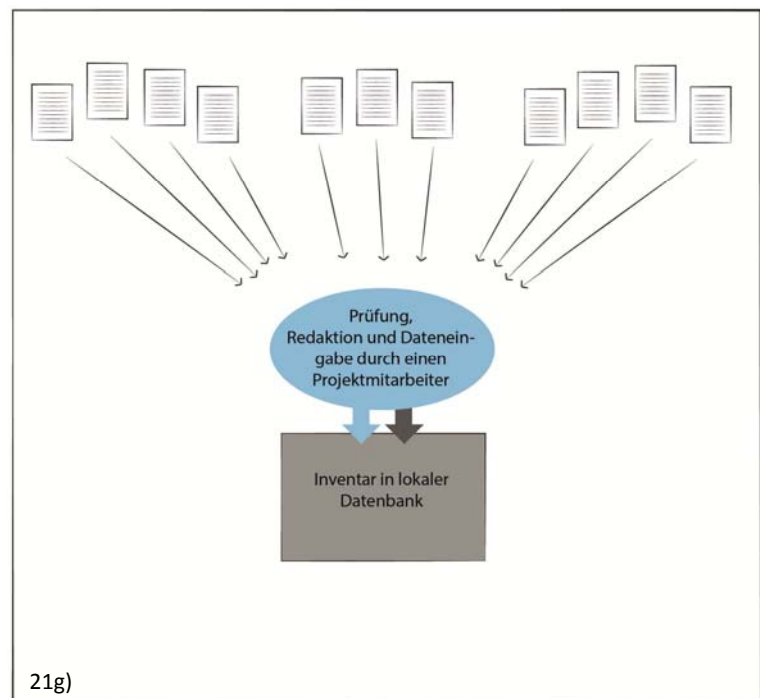 Prüfung,
Redaktion und Datenein-
gabe durch einen
Projektmitarbeiter
Inventar in lokaler
Datenbank
21g)